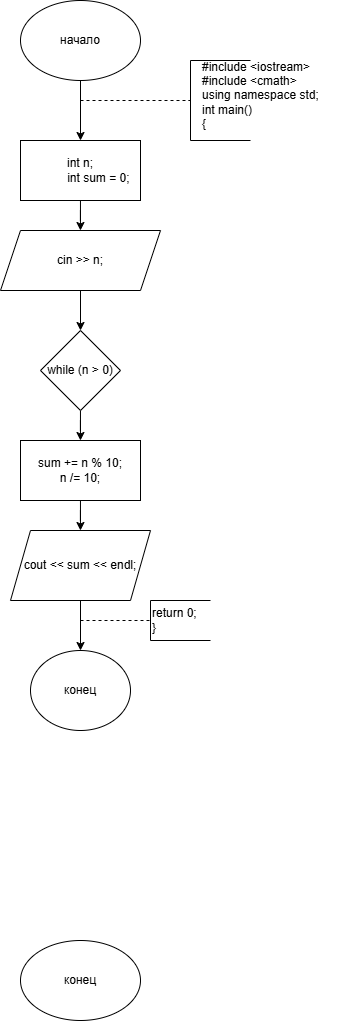 начало
#include <iostream>
#include <cmath>
using namespace std;
int main()
{
int n;
int sum = 0;
cin >> n;
while (n > 0)
sum += n % 10;
n /= 10;
cout << sum << endl;
return 0;
}
конец
конец